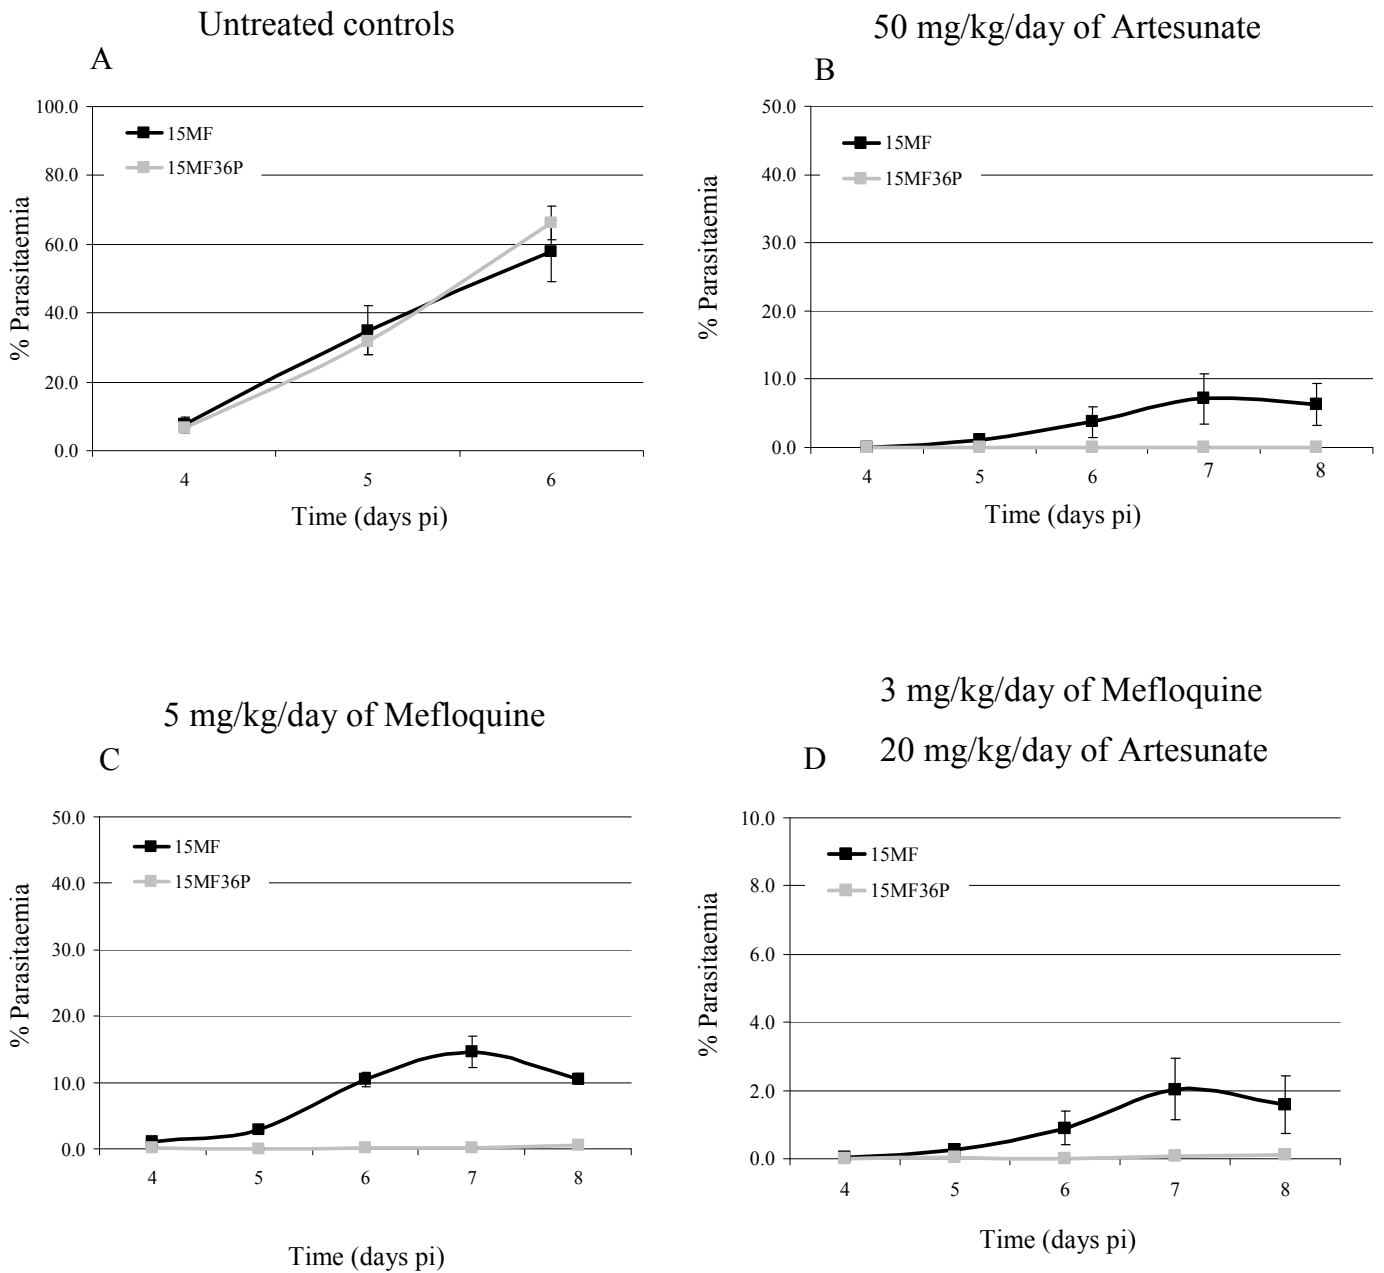 Untreated controls
A
100.0
80.0
60.0
40.0
20.0
0.0
15MF
15MF36P
4
5
6
% Parasitaemia
Time (days pi)
50 mg/kg/day of Artesunate
B
50.0
40.0
30.0
20.0
10.0
0.0
15MF
15MF36P
4
5
6
7
8
% Parasitaemia
Time (days pi)
5 mg/kg/day of Mefloquine
C
50.0
40.0
30.0
20.0
10.0
0.0
15MF
15MF36P
4
5
6
7
8
% Parasitaemia
Time (days pi)
3 mg/kg/day of Mefloquine
D 20 mg/kg/day of Artesunate
10.0
8.0
6.0
4.0
2.0
0.0
15MF
15MF36P
4
5
6
7
8
% Parasitaemia
Time (days pi)